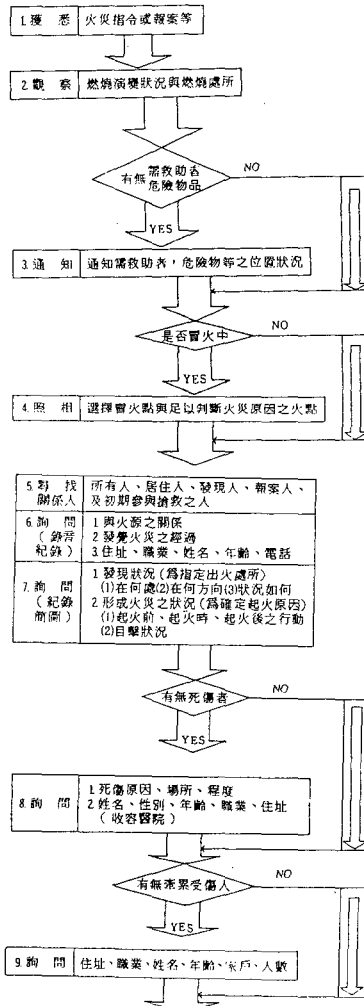 1.獲 悉 火災指令或報案等
2.觀 察 燃燒演變狀況與燃燒處所
有無需救助者
危險物品
NO
YES
3.通 知 通知需救助者，危險物等之位置狀況
是否冒火中
NO
YES
4.照 相 選擇冒火點與足以判斷火災原因之火點
5.尋 找 所有人、居住人、發現人、報案人、
關係人 及初期參與搶救之人
6.詢 問 1 與火源之關係
(錄音 2 發覺火災之經過
紀錄) 3.住址、職業、姓名、年齡、電話
7.詢 問 1 發現狀況(為指定出火處所)
(紀錄 (1)在何處(2)在何方向(3)狀況如何
簡圖) 2 形成火災之狀況(為確定起火原因)
(1)起火前、起火時、起火後之行動
(2)目擊狀況
有無死傷者
NO
YES
8.詢 問 1.死傷原因、場所、程度
2 姓名、性別、年齡、職業、住址
(收容醫院)
有無牽累受傷人
NO
YES
9.詢 問 住址、職業、姓名、年齡、家戶、人數